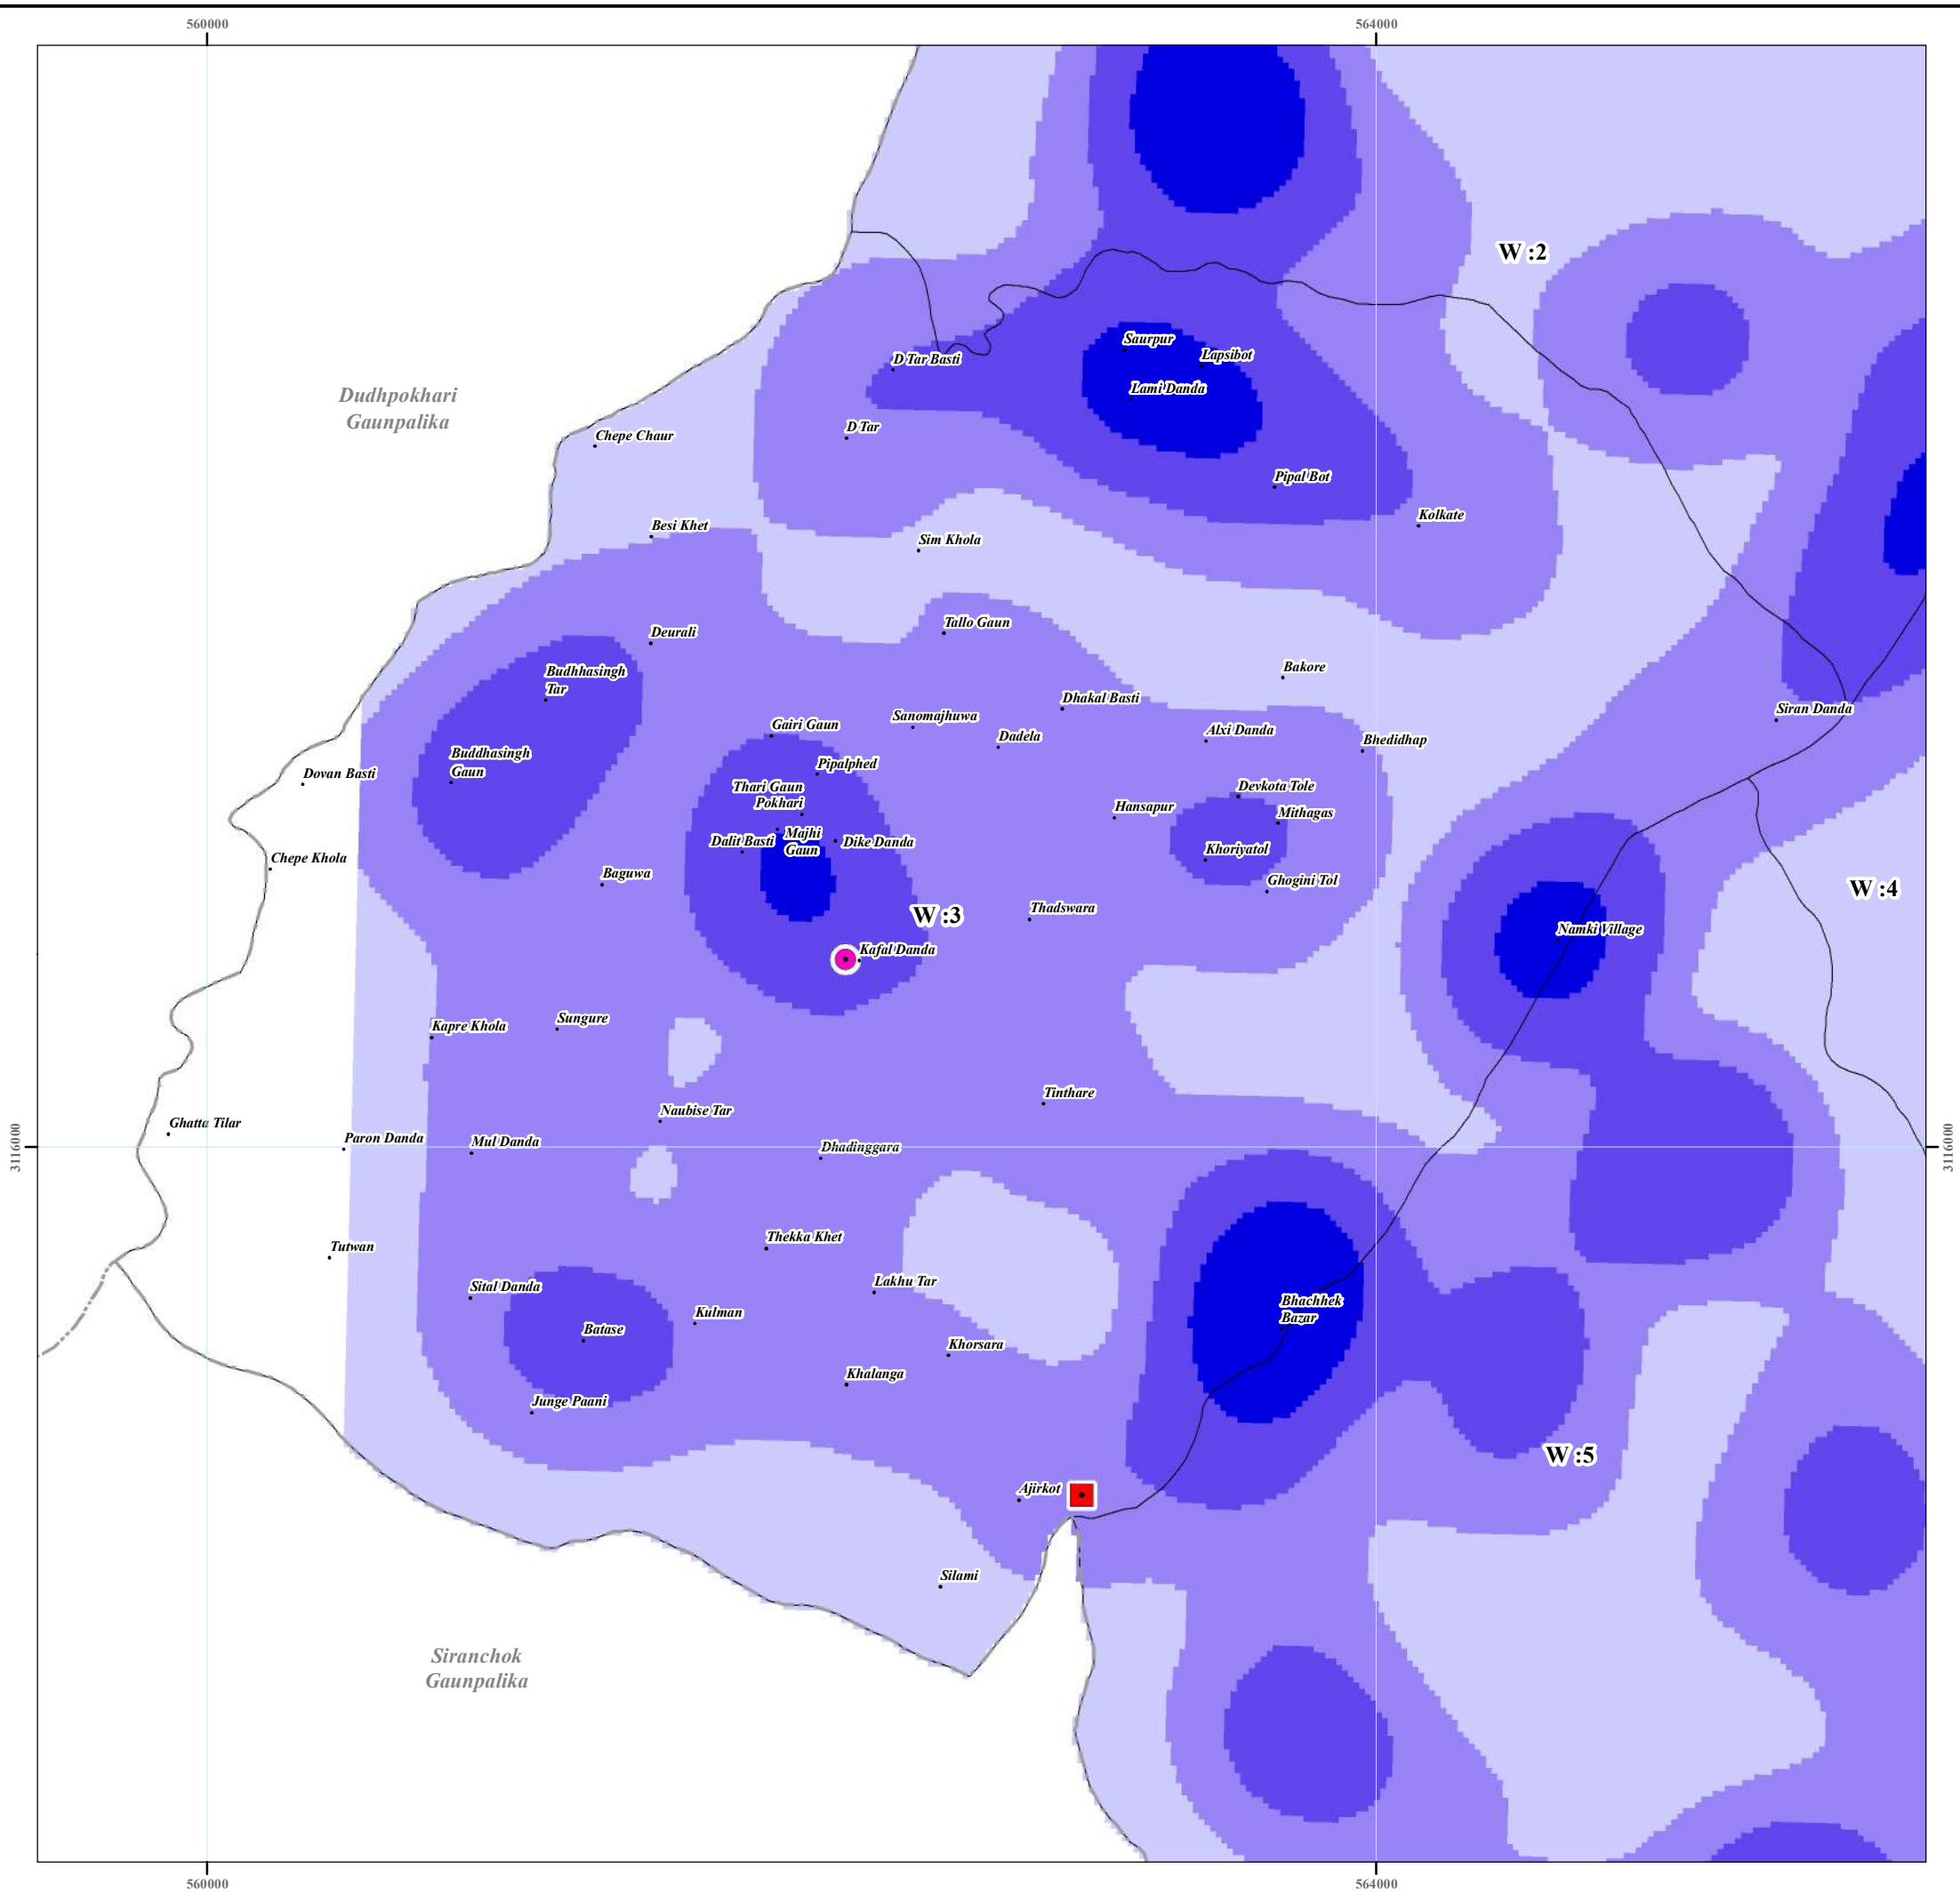 560000
564000
W :2
Saurpur
Lapsibot
D Tar Basti
Lami Danda
Dudhpokhari
Gaunpalika
D Tar
Chepe Chaur
Pipal Bot
Kolkate
Besi Khet
Sim Khola
Tallo Gaun
Deurali
Bakore
Budhhasingh
Tar
Dhakal Basti
Siran Danda
Sanomajhuwa
Gairi Gaun
Alxi Danda
Dadela
Bhedidhap
Buddhasingh
Gaun
Pipalphed
Dovan Basti
Thari Gaun
Devkota Tole
Pokhari
Hansapur
Mithagas
Majhi
Gaun
Dalit Basti
Dike Danda
Khoriyatol
Chepe Khola
Baguwa
Ghogini Tol
W :4
Thadswara
W :3
Namki Village
Kafal Danda
Sungure
Kapre Khola
Tinthare
Naubise Tar
Ghatta Tilar
3116000
3116000
Paron Danda
Mul Danda
Dhadinggara
Thekka Khet
Tutwan
Lakhu Tar
Sital Danda
Bhachhek
Bazar
Kulman
Batase
Khorsara
Khalanga
Junge Paani
W :5
Ajirkot
Silami
Siranchok
Gaunpalika
560000
564000